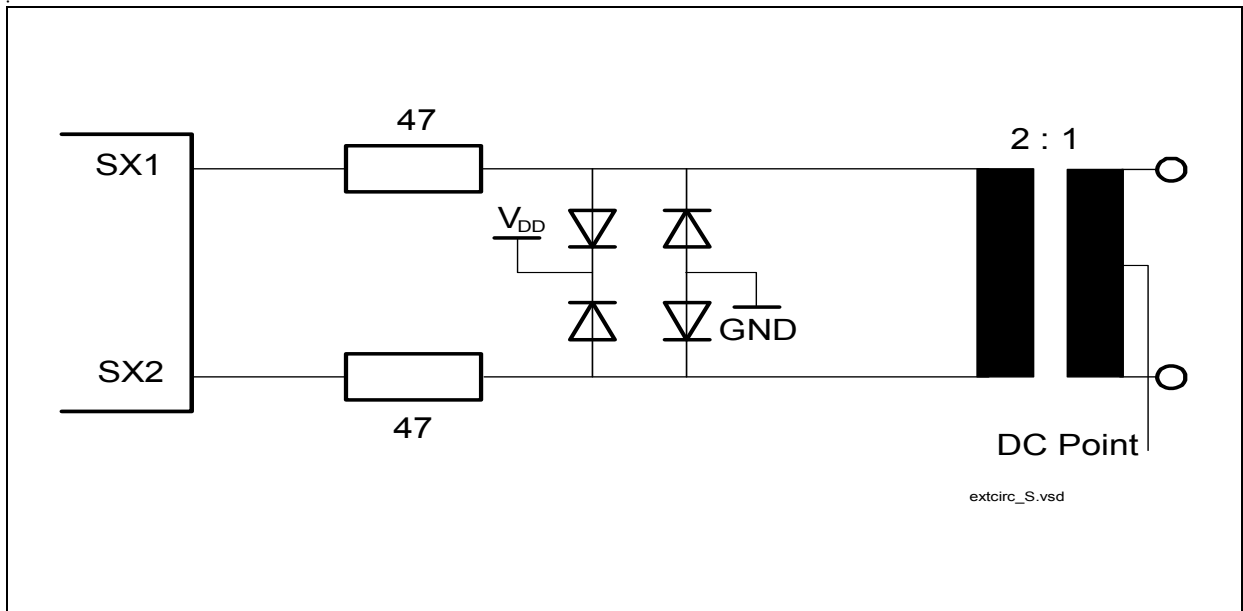 47
2 : 1
SX1
VDD
GND
SX2
47
DC Point
extcirc_S.vsd